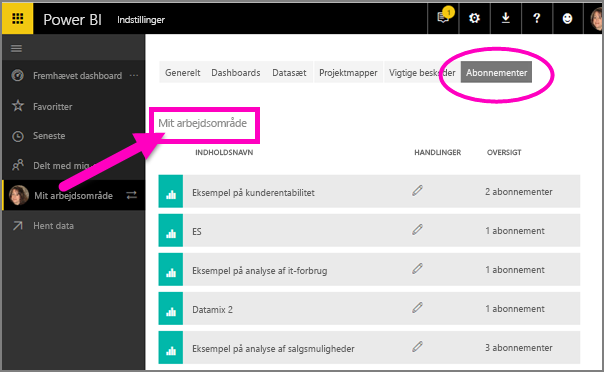 Power BI Indstillinger
1
?
Fremhævet dashboard ...
Favoritter
Seneste
Delt med mig
Mit arbejdsområde
Hent data
Generelt Dashboards Datasæt Projektmapper Vigtige beskeder Abonnementer
Mit arbejdsområde
INDHOLDSNAVN HANDLINGER OVERSIGT
Eksempel på kunderentabilitet 2 abonnementer
ES 1 abonnement
Eksempel på analyse af it-forbrug 1 abonnement
Datamix 2 1 abonnement
Eksempel på analyse af salgsmuligheder 3 abonnementer